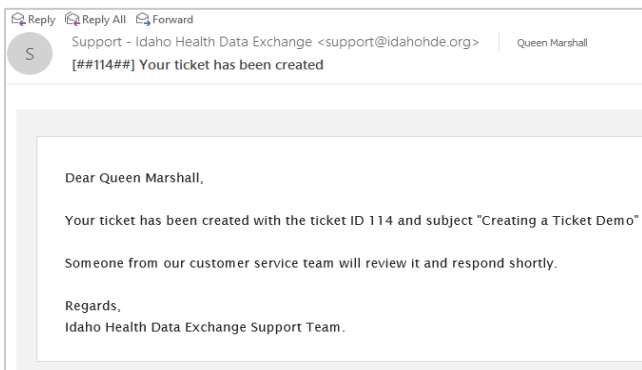 Reply Reply All Forward
S
Support - Idaho Health Data Exchange <support@idahohde.org> Queen Marshall
[##114##] Your ticket has been created
Dear Queen Marshall,
Your ticket has been created with the ticket ID 114 and subject "Creating a Ticket Demo"
Someone from our customer service team will review it and respond shortly.
Regards,
Idaho Health Data Exchange Support Team.